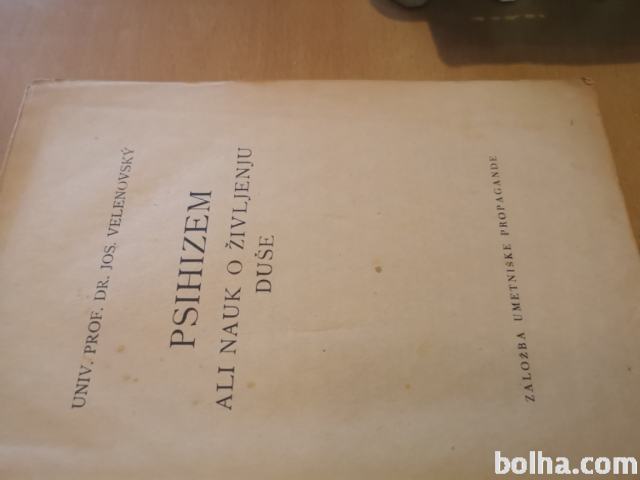 UNIV. PROF. DR. JOS. VELENOVSKÝ
PSIHIZEM
ALI NAUK O ŽIVLJENJU
DUŠE
ZALOŽBA UMETNIŠKE PROPAGANDE
bolha.com